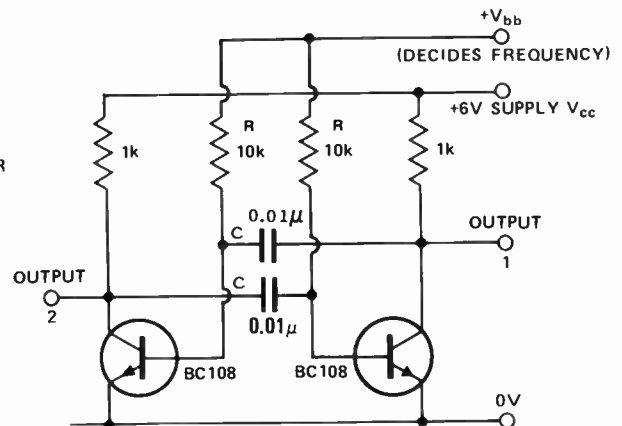 +Vbb
(DECIDES FREQUENCY)
+6V SUPPLY Vcc
R
R
R
1k
10k
10k
1k
0.01μ
C
OUTPUT
1
C
OUTPUT
2
0.01μ
BC108
BC108
0V